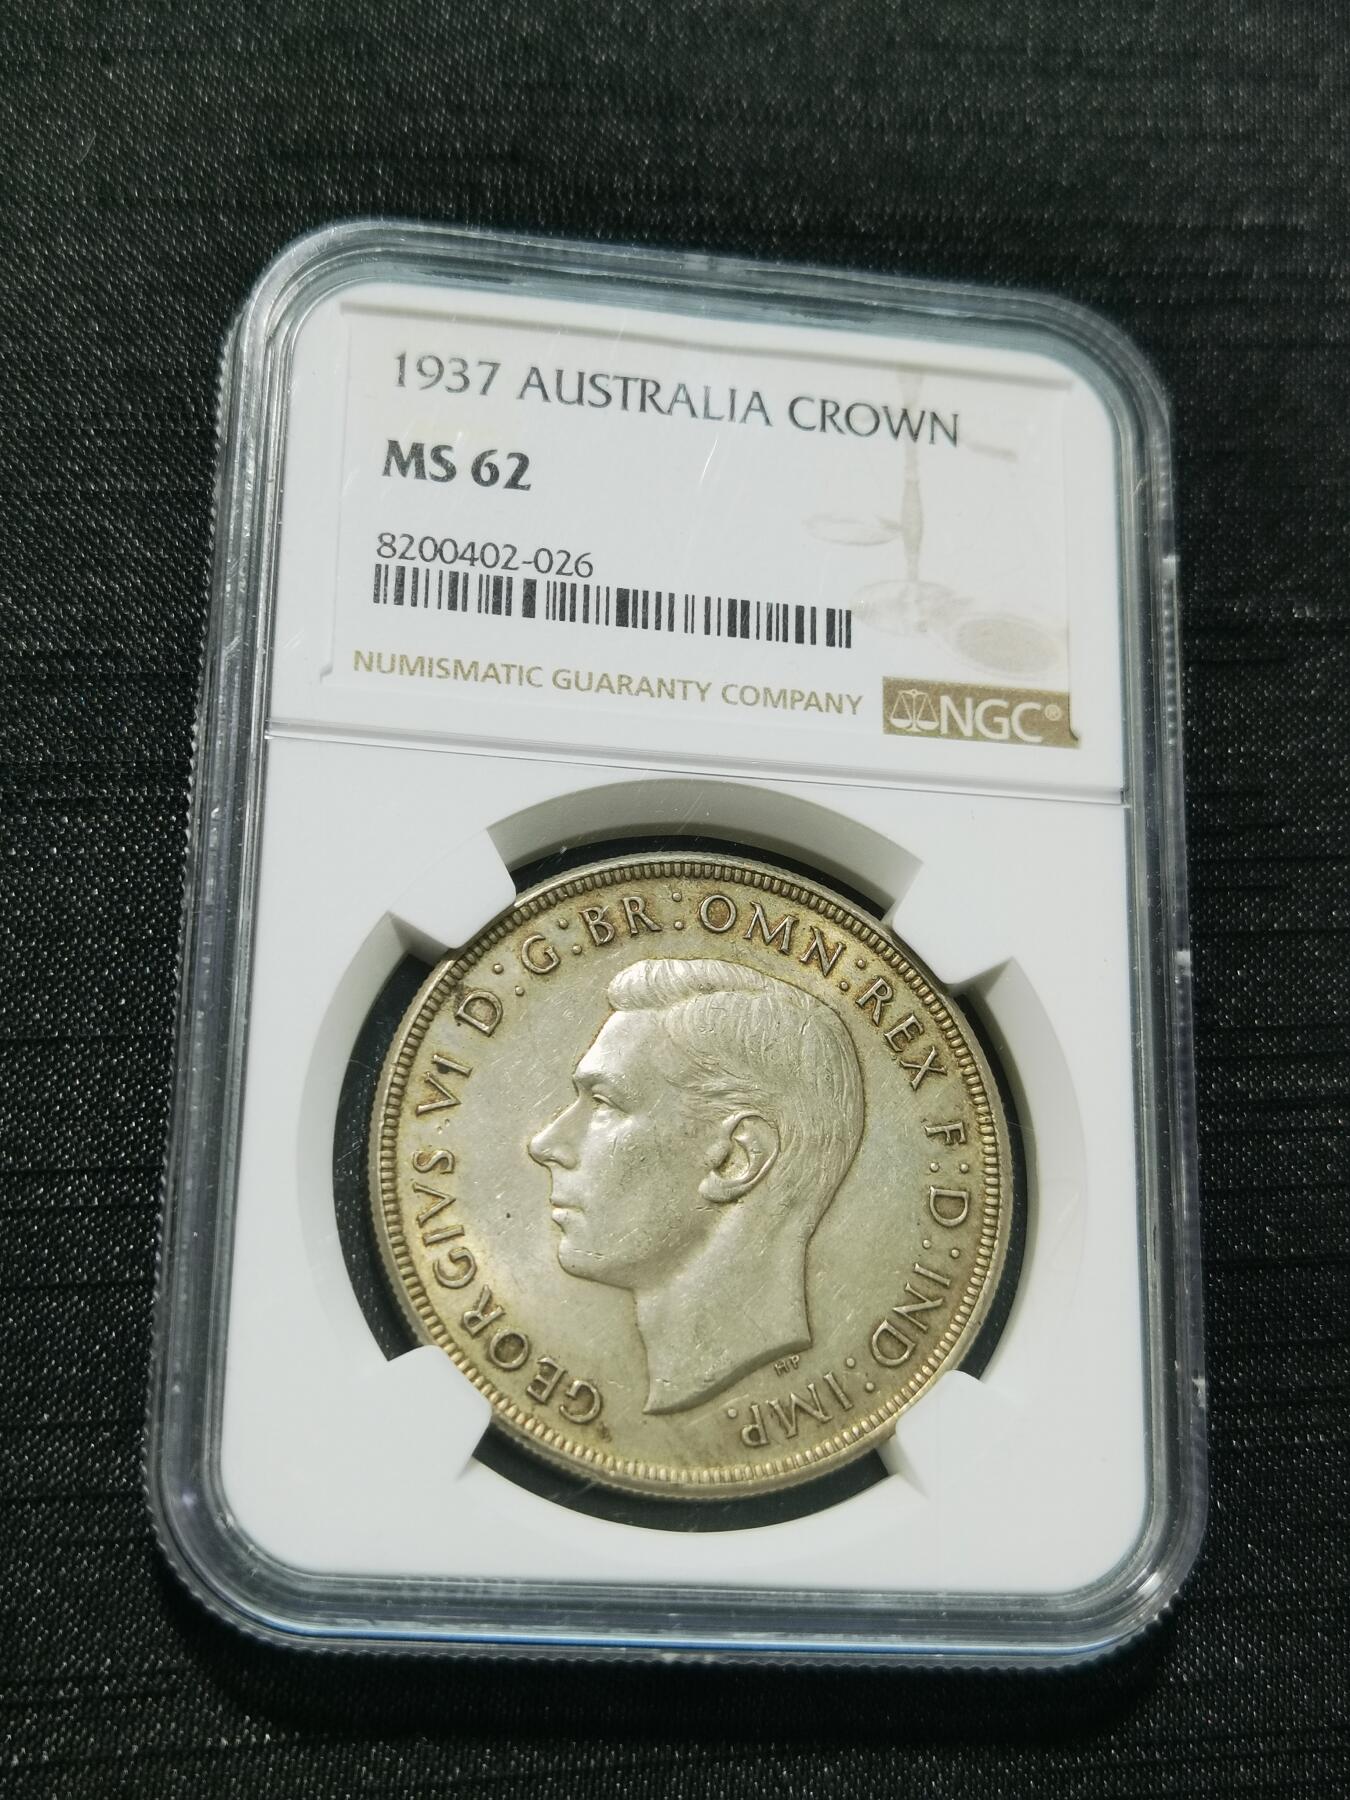 1937 AUSTRALIA CROWN
MS 62
8200402-026
NUMISMATIC GUARANTY COMPANY
NGC®
GEORGIVS VI D:G:BR:OMN:REX F:D:IND:IMP.
HP